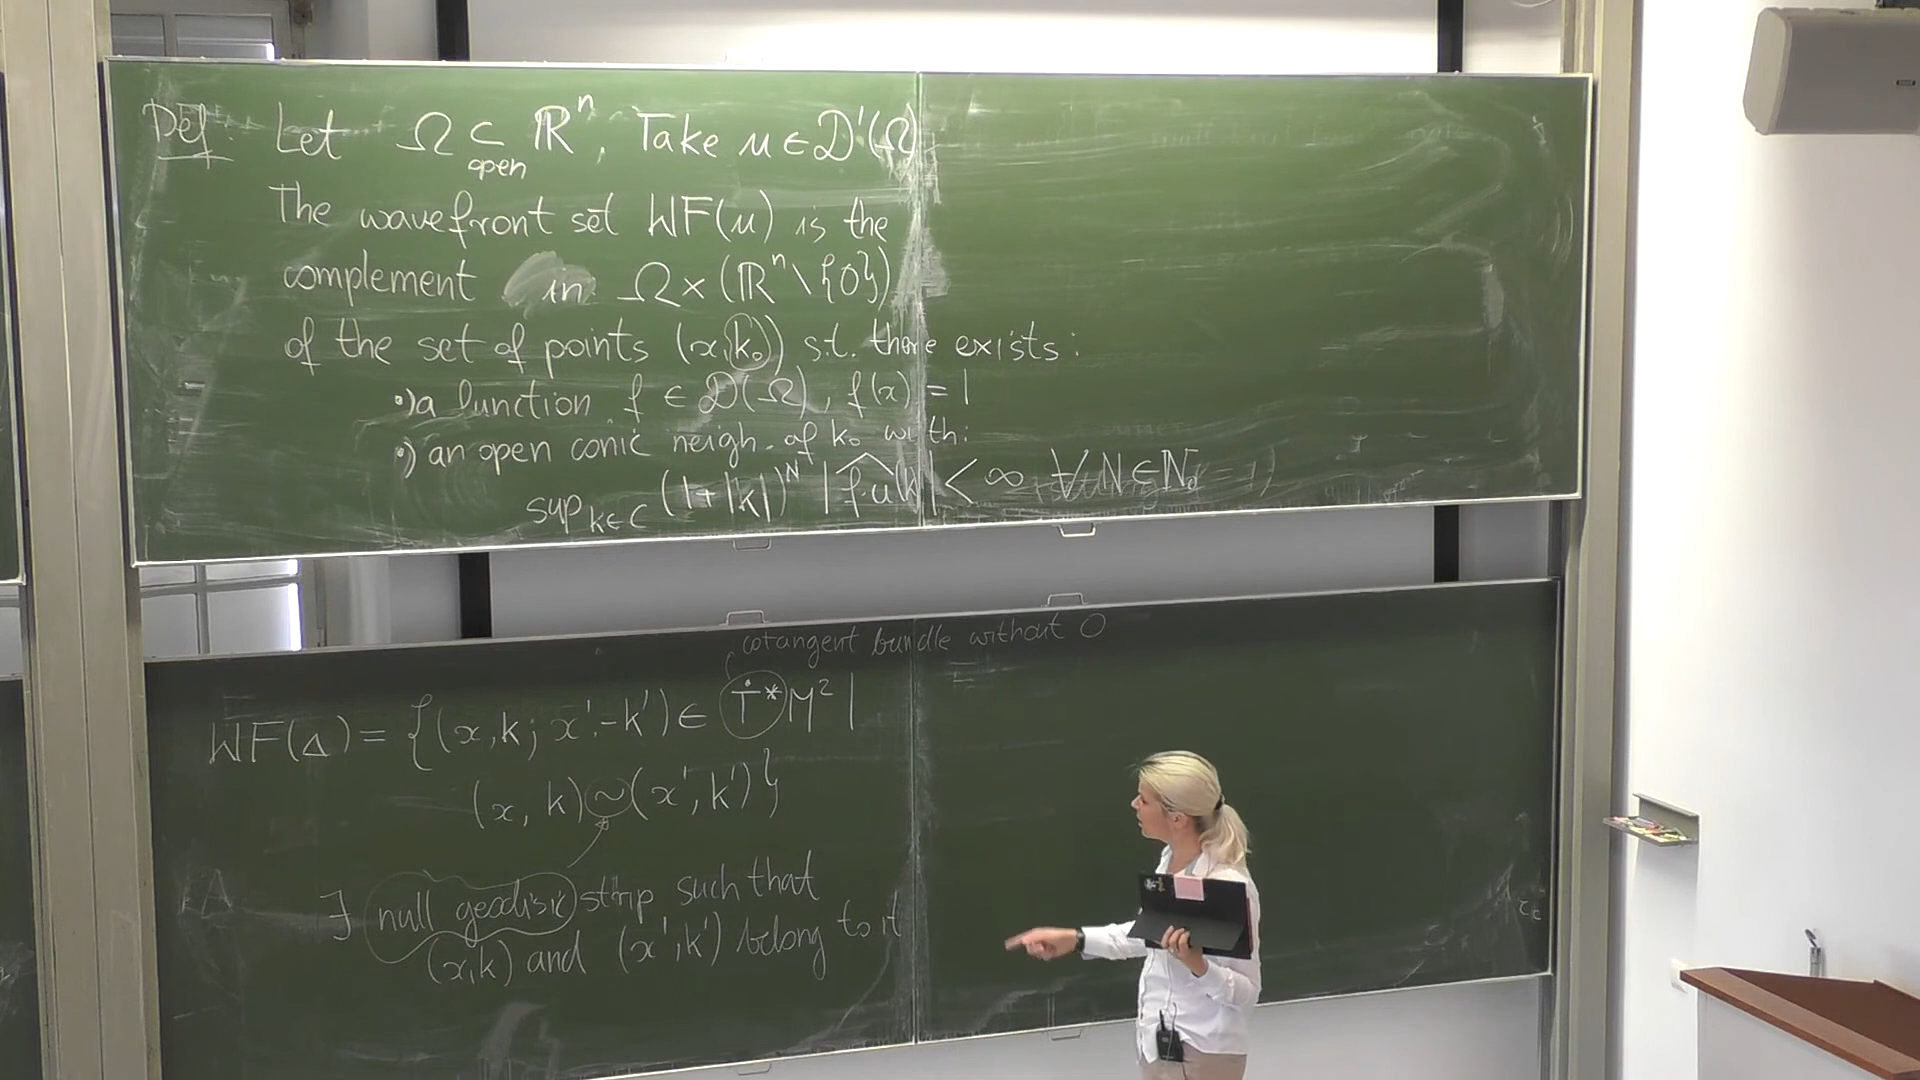 Def: Let Ω ⊂ ℝⁿ. Take u ∈ 𝒟'(Ω)
open
The wavefront set WF(u) is the
complement in Ω × (ℝⁿ \ {0})
of the set of points (x, k₀) s.t. there exists:
•) a function f ∈ 𝒟(Ω), f(x) = 1
•) an open conic neigh. of k₀ with:
sup_{k∈C} (1+|k|)^N |f̂u(k)| < ∞ ∀ N ∈ ℕ₀
cotangent bundle without 0
WF(Δ) = {(x,k; x',-k') ∈ Ṫ*M² |
(x, k) ~ (x', k')}
∃ null geodisic strip such that
(x,k) and (x',k') belong to it